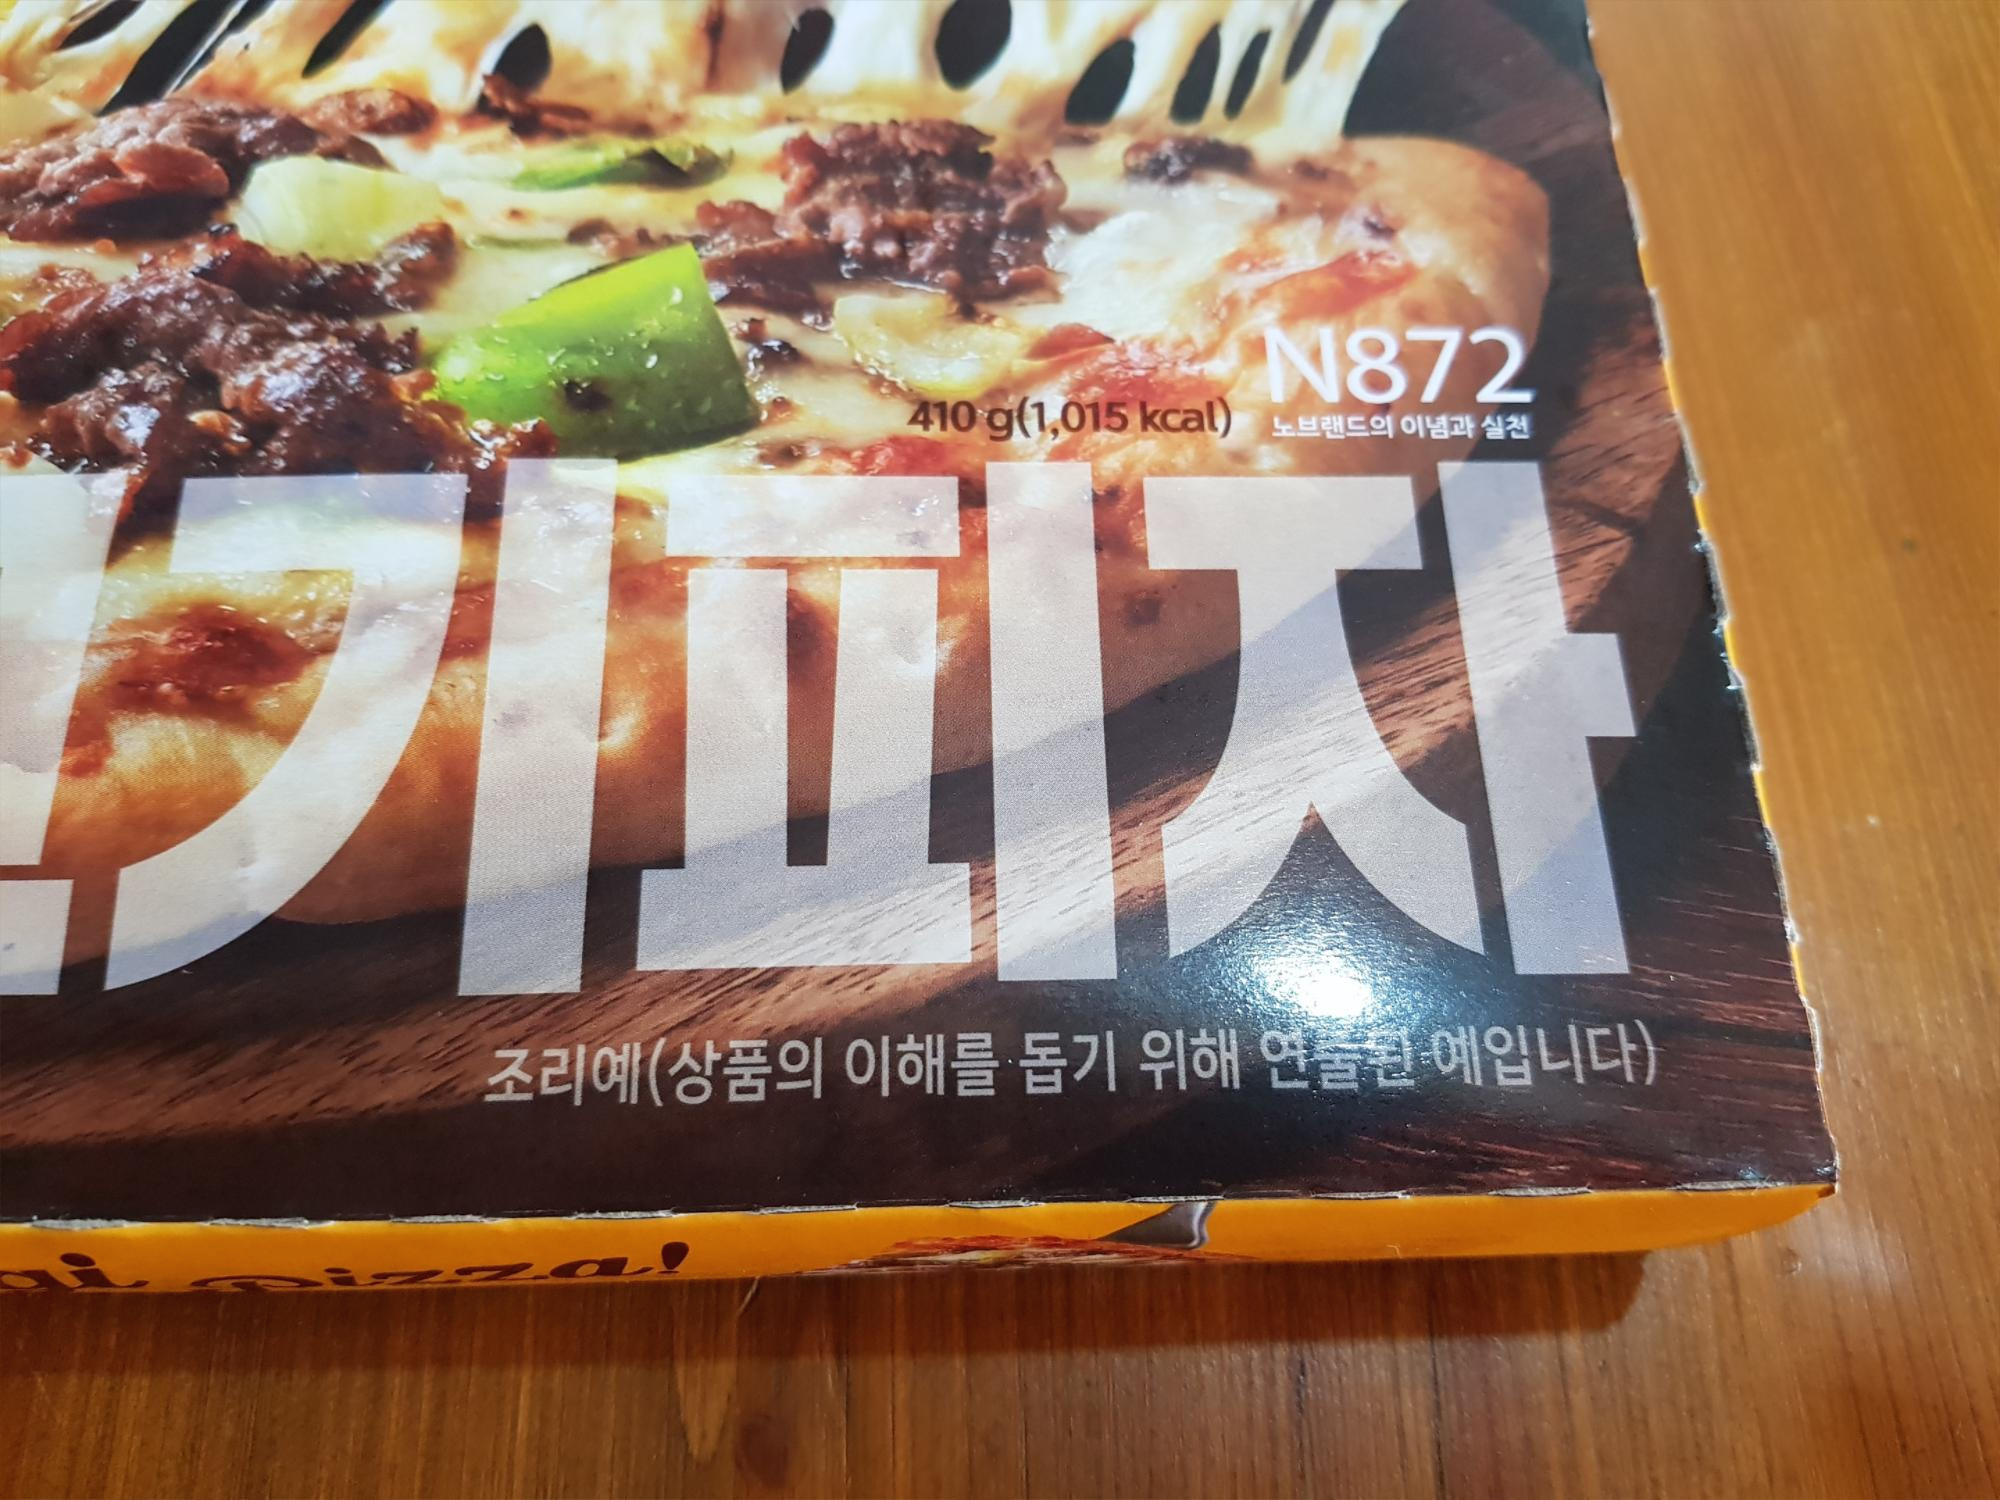 N872
410 g(1,015 kcal)
노브랜드의 이념과 실천
기피자
조리예(상품의 이해를 돕기 위해 연출된 예입니다)
pizza!